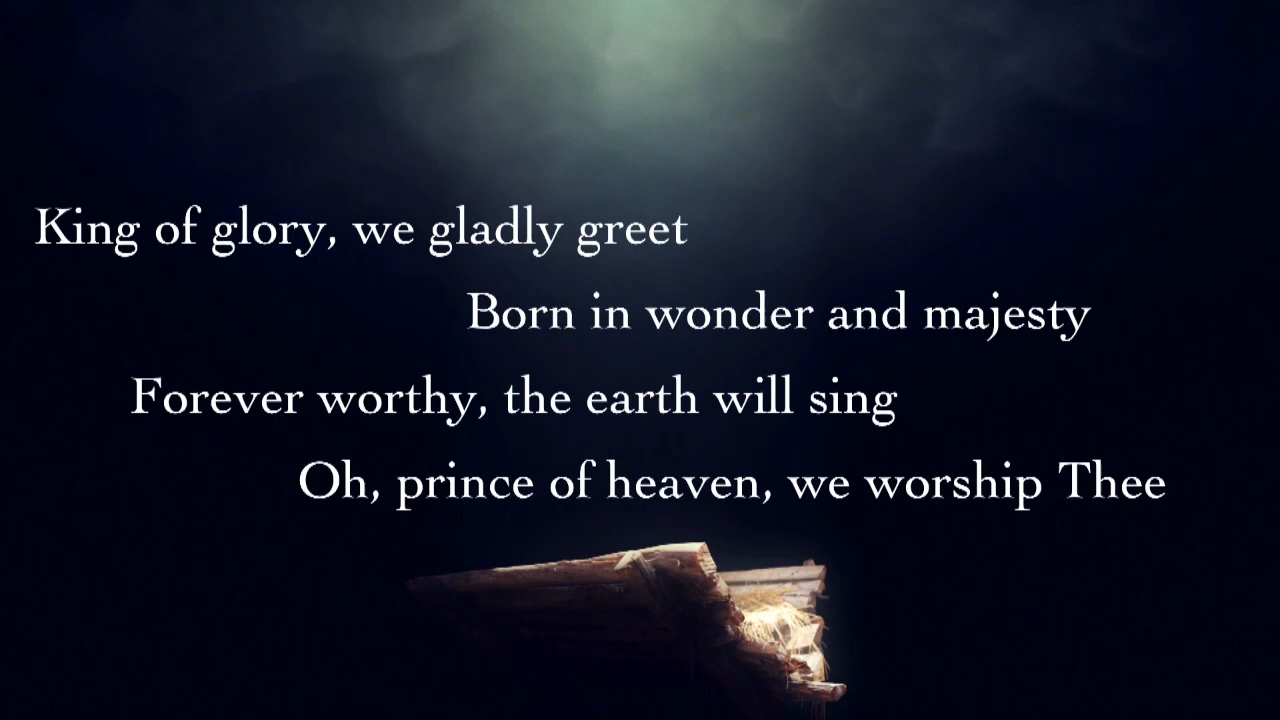 King of glory, we gladly greet
Born in wonder and majesty
Forever worthy, the earth will sing
Oh, prince of heaven, we worship Thee